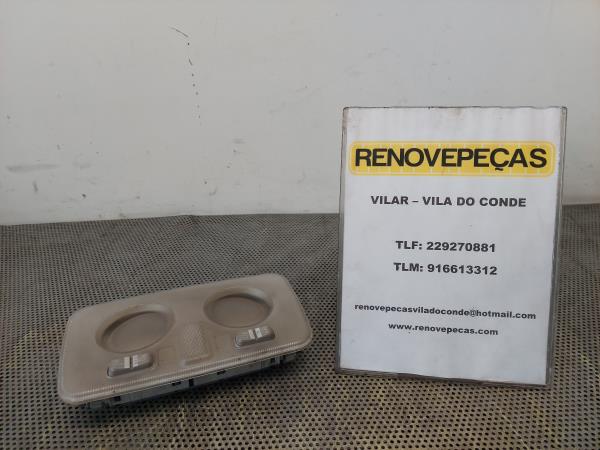 RENOVEPEÇAS
VILAR – VILA DO CONDE
TLF: 229270881
TLM: 916613312
renovepecasviladoconde@hotmail.com
www.renovepecas.com